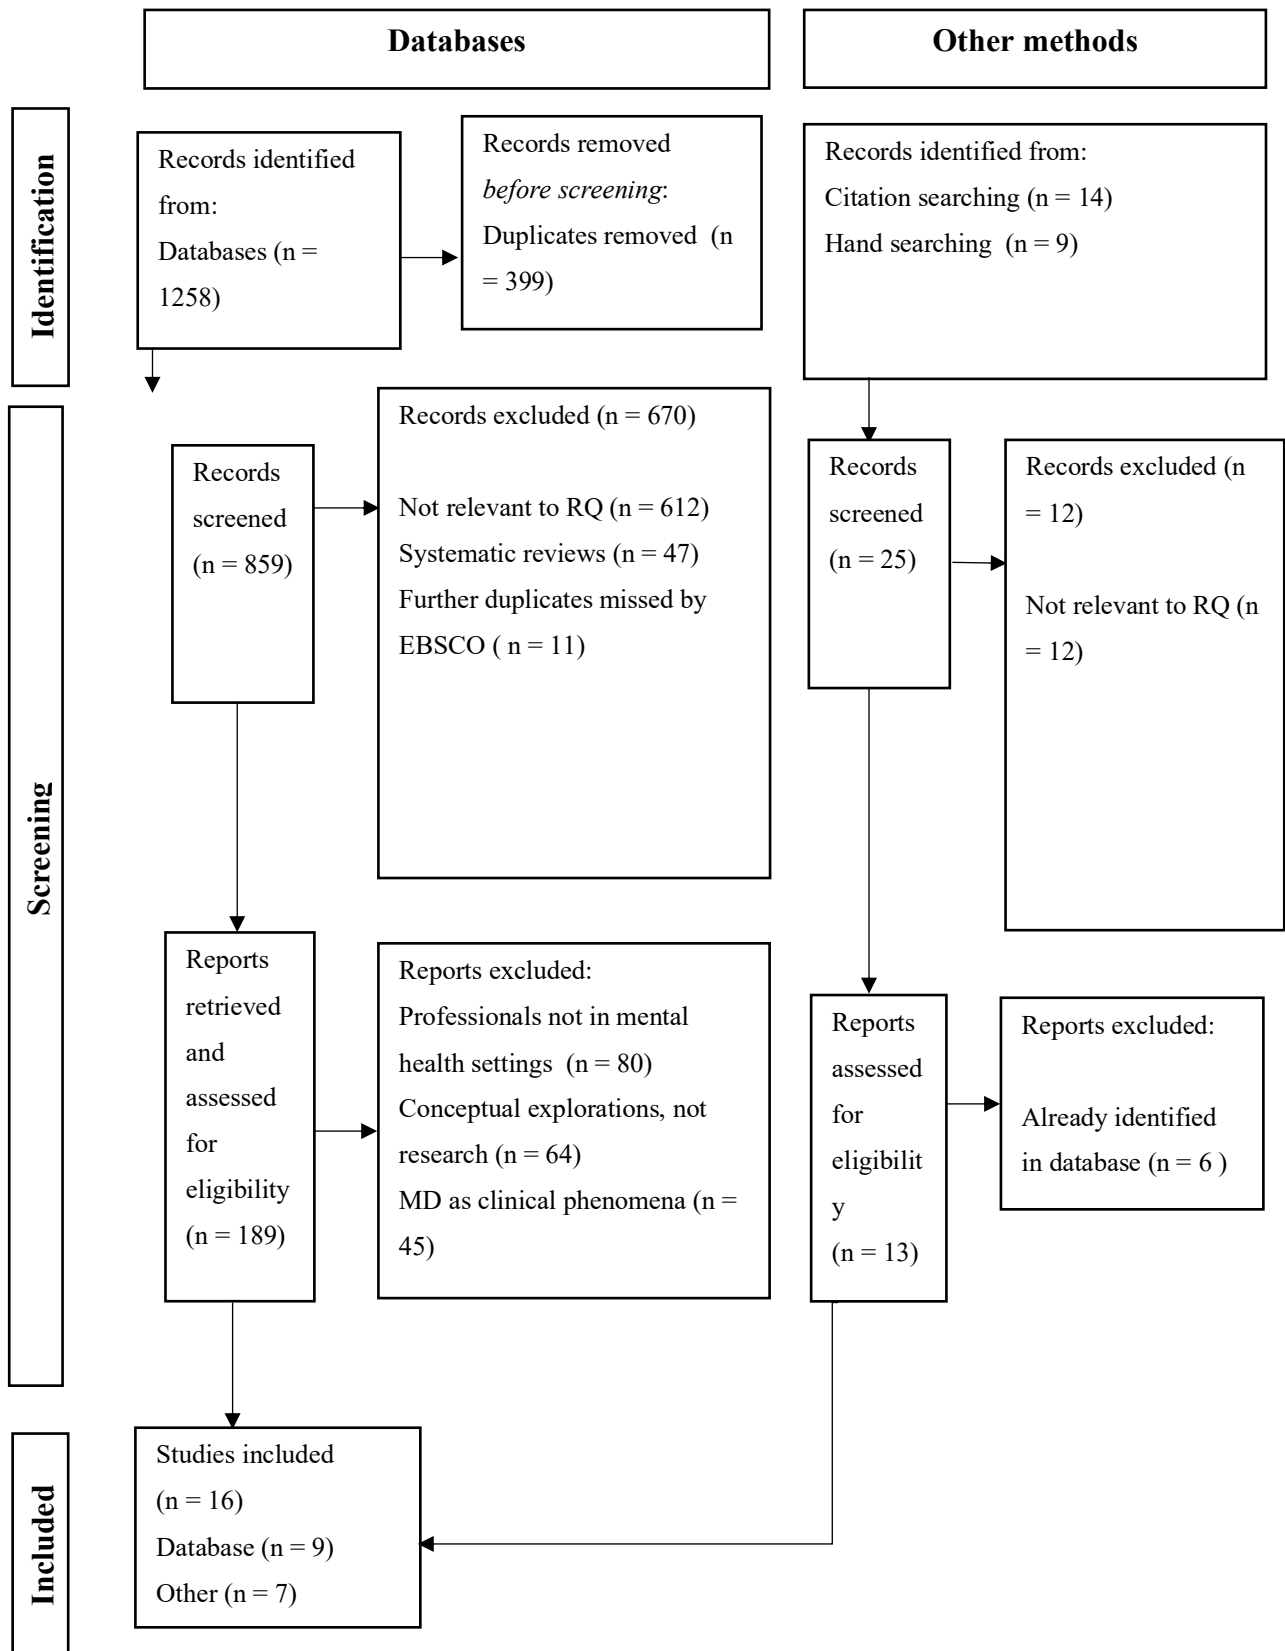 Databases
Other methods
Identification
Records identified
from:
Databases (n =
1258)
Records removed
before screening:
Duplicates removed  (n
= 399)
Records identified from:
Citation searching (n = 14)
Hand searching  (n = 9)
Screening
Records
screened
(n = 859)
Records excluded (n = 670)
Not relevant to RQ (n = 612)
Systematic reviews (n = 47)
Further duplicates missed by
EBSCO ( n = 11)
Records
screened
(n = 25)
Records excluded (n
= 12)
Not relevant to RQ (n
= 12)
Reports
retrieved
and
assessed
for
eligibility
(n = 189)
Reports excluded:
Professionals not in mental
health settings  (n = 80)
Conceptual explorations, not
research (n = 64)
MD as clinical phenomena (n =
45)
Reports
assessed
for
eligibilit
y
(n = 13)
Reports excluded:
Already identified
in database (n = 6 )
Included
Studies included
(n = 16)
Database (n = 9)
Other (n = 7)